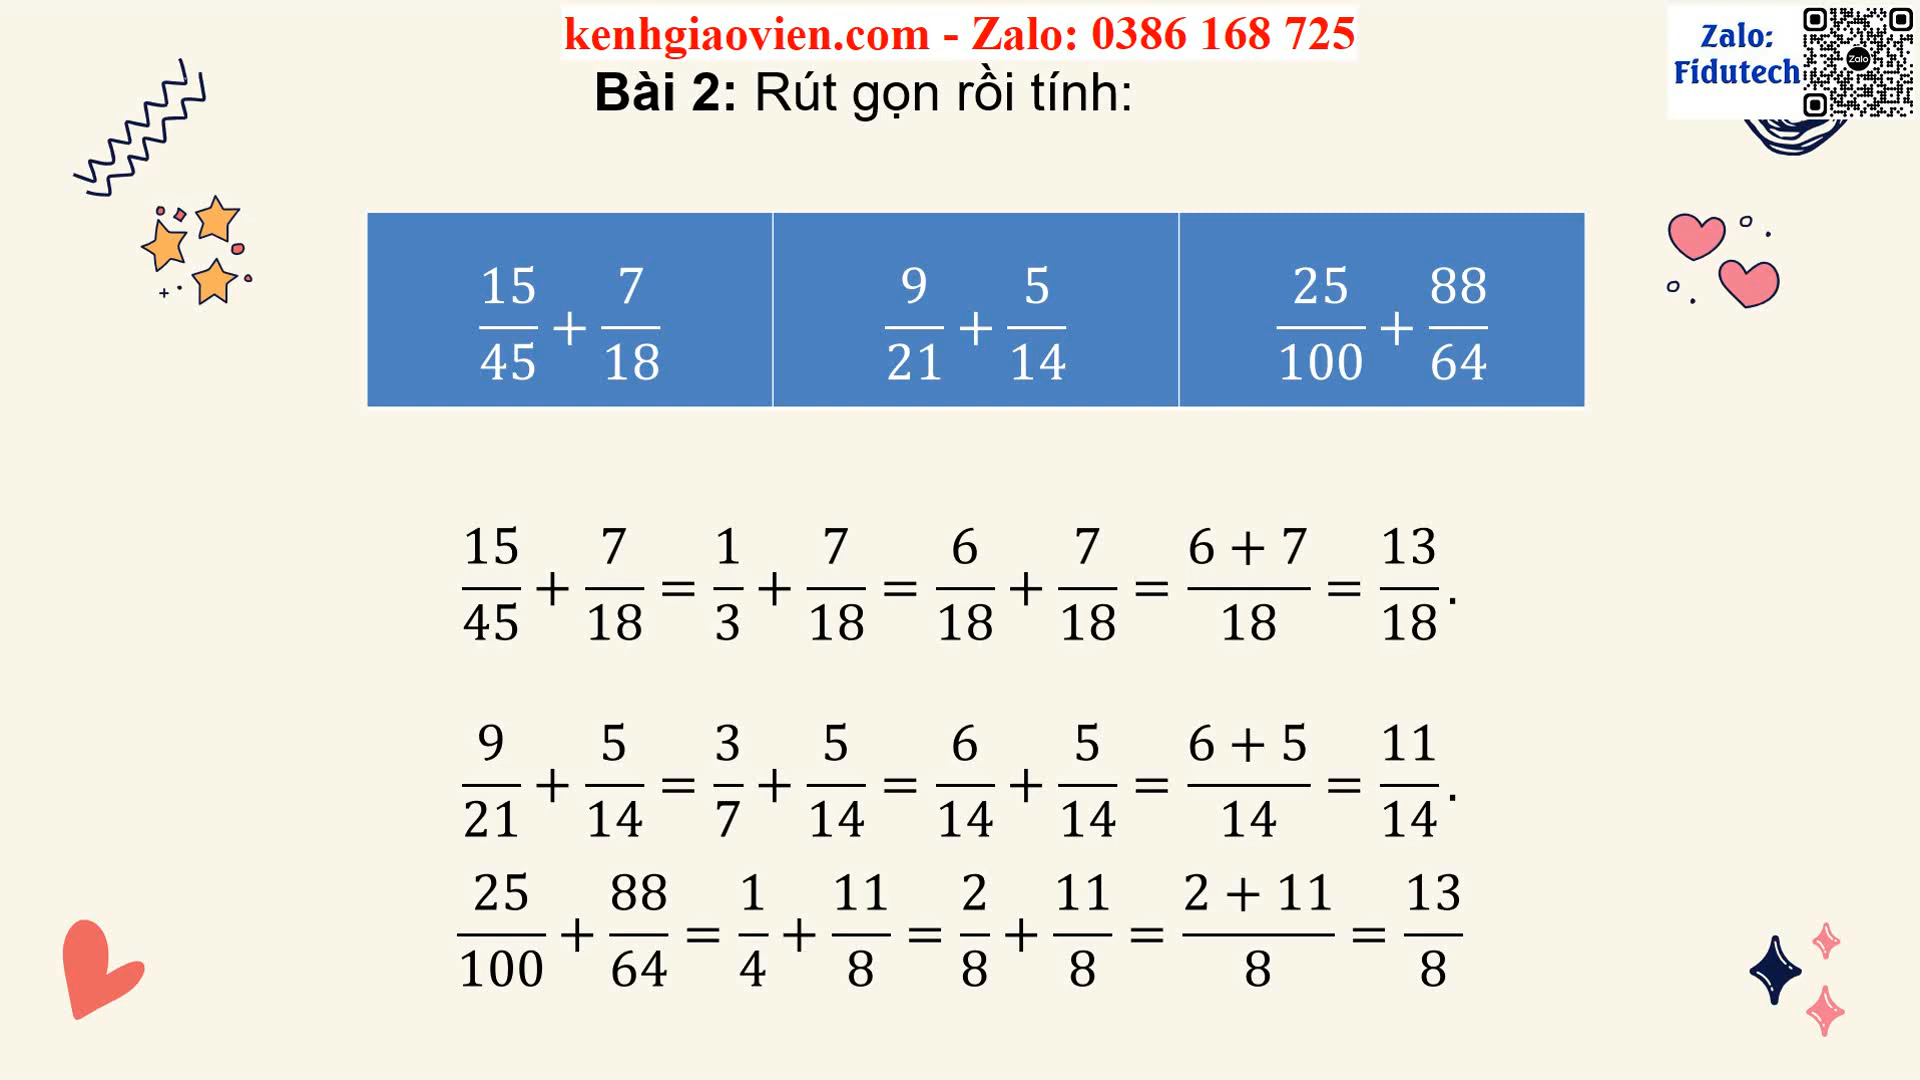 kenhgiaovien.com - Zalo: 0386 168 725
Zalo:
Fidutech
Zalo
Bài 2: Rút gọn rồi tính:
15/45 + 7/18
9/21 + 5/14
25/100 + 88/64
15/45 + 7/18 = 1/3 + 7/18 = 6/18 + 7/18 = (6 + 7)/18 = 13/18.
9/21 + 5/14 = 3/7 + 5/14 = 6/14 + 5/14 = (6 + 5)/14 = 11/14.
25/100 + 88/64 = 1/4 + 11/8 = 2/8 + 11/8 = (2 + 11)/8 = 13/8